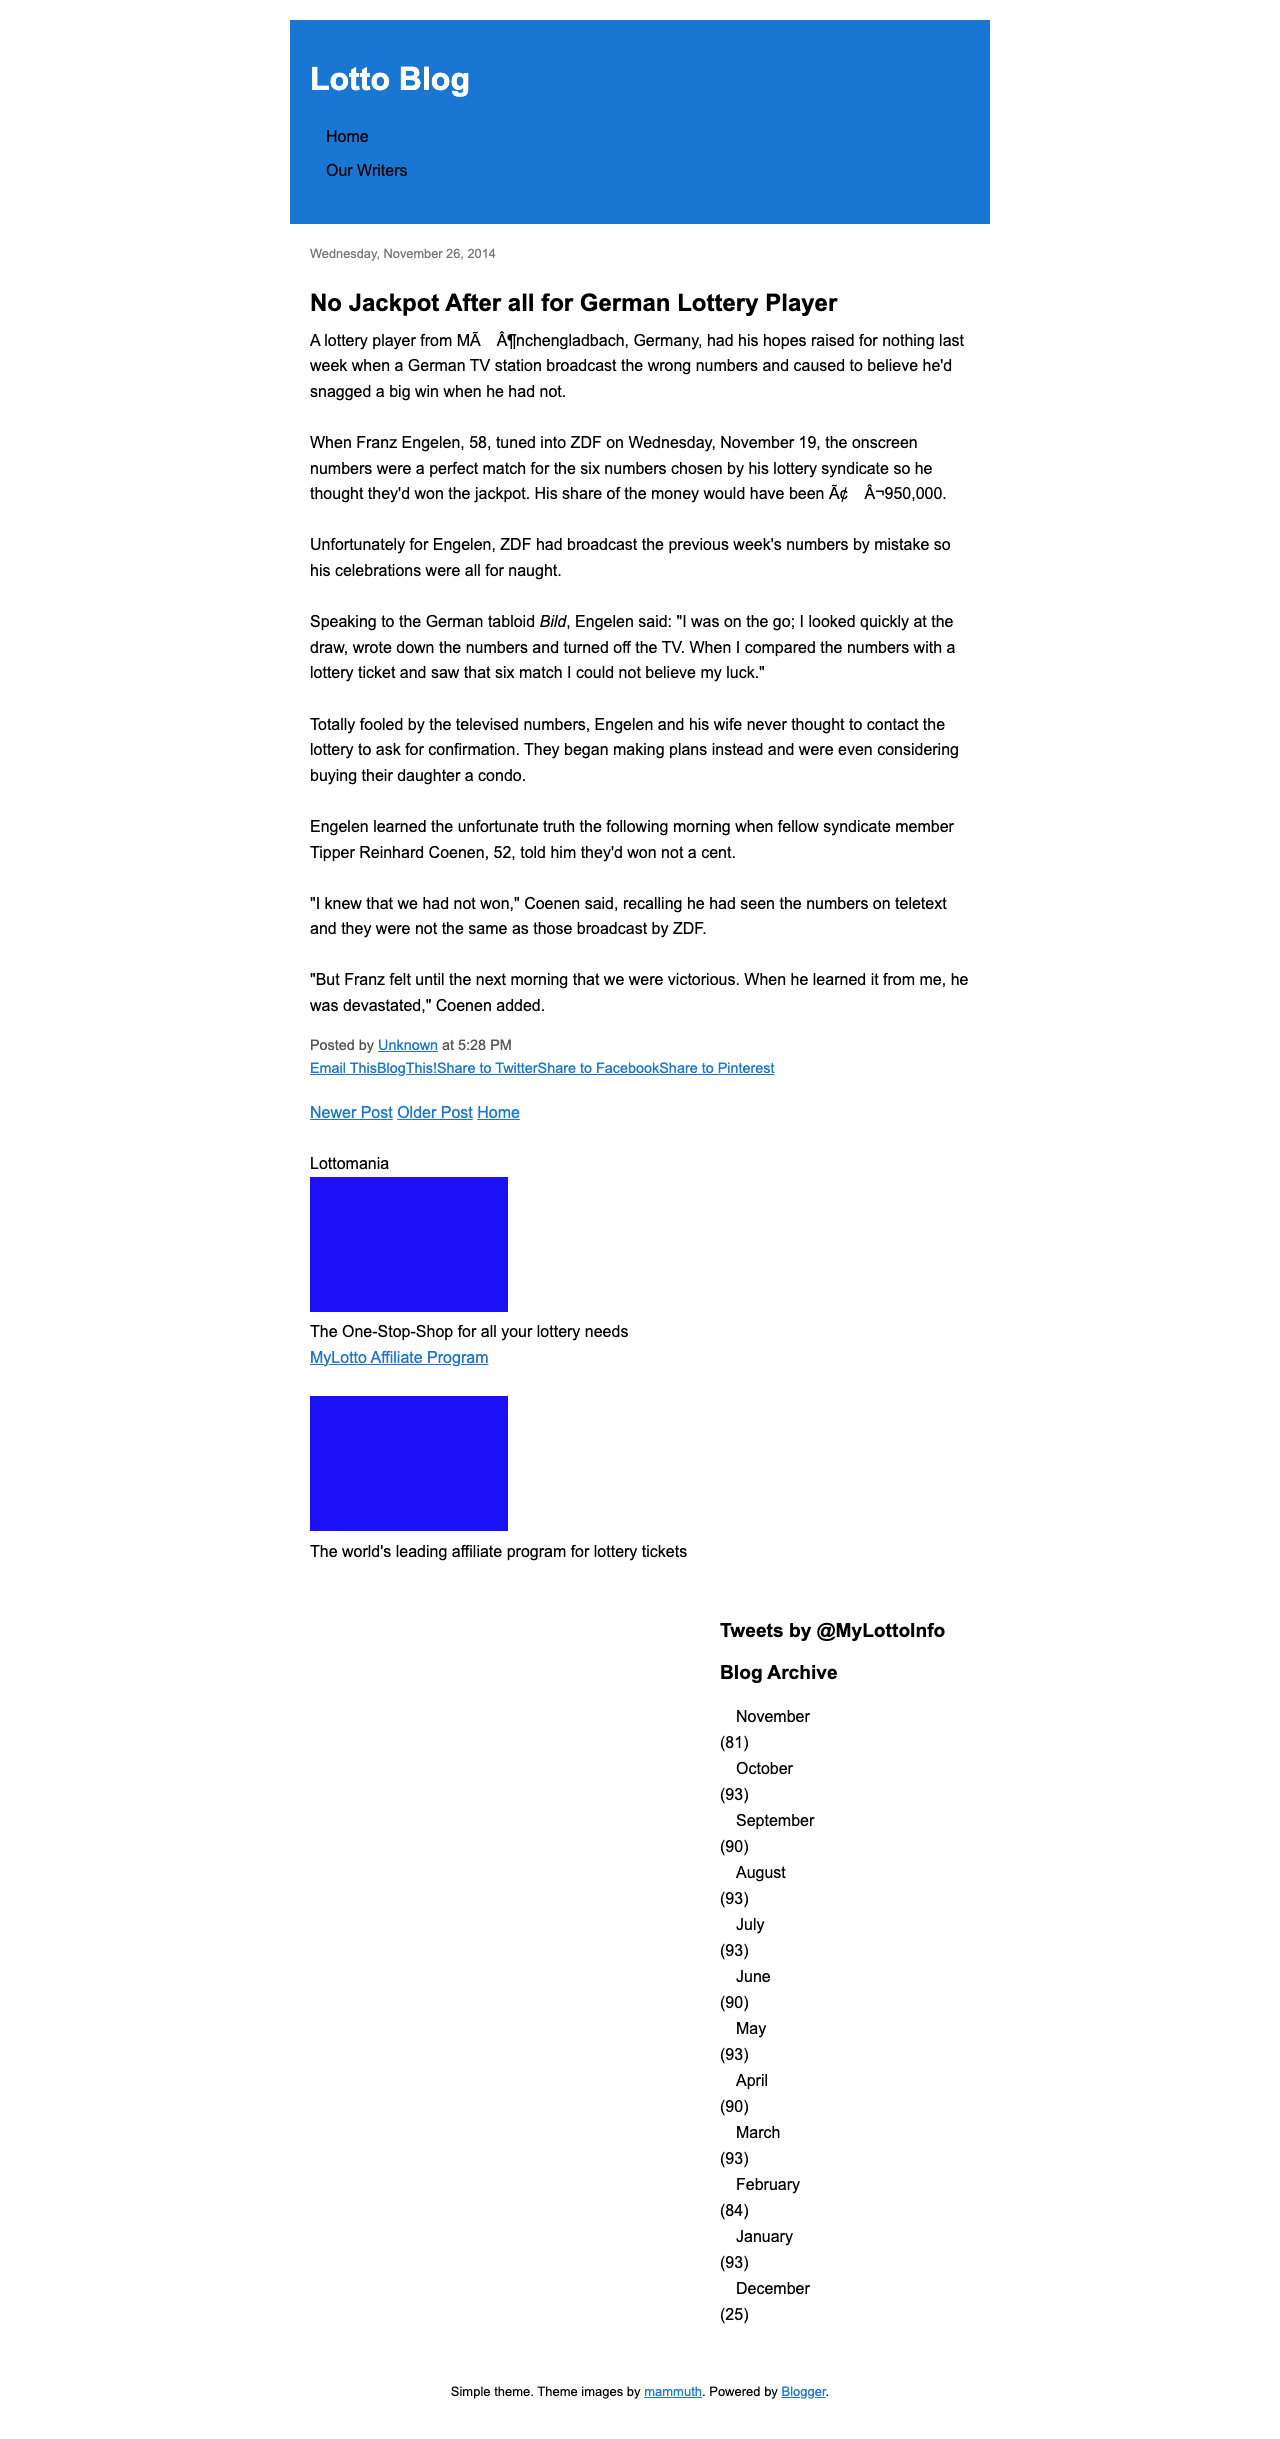 Lotto Blog
Home
Our Writers
Wednesday, November 26, 2014
No Jackpot After all for German Lottery Player
A lottery player from MÃ Â¶nchengladbach, Germany, had his hopes raised for nothing last
week when a German TV station broadcast the wrong numbers and caused to believe he'd
snagged a big win when he had not.
When Franz Engelen, 58, tuned into ZDF on Wednesday, November 19, the onscreen
numbers were a perfect match for the six numbers chosen by his lottery syndicate so he
thought they'd won the jackpot. His share of the money would have been Ã¢ Â¬950,000.
Unfortunately for Engelen, ZDF had broadcast the previous week's numbers by mistake so
his celebrations were all for naught.
Speaking to the German tabloid Bild, Engelen said: "I was on the go; I looked quickly at the
draw, wrote down the numbers and turned off the TV. When I compared the numbers with a
lottery ticket and saw that six match I could not believe my luck."
Totally fooled by the televised numbers, Engelen and his wife never thought to contact the
lottery to ask for confirmation. They began making plans instead and were even considering
buying their daughter a condo.
Engelen learned the unfortunate truth the following morning when fellow syndicate member
Tipper Reinhard Coenen, 52, told him they'd won not a cent.
"I knew that we had not won," Coenen said, recalling he had seen the numbers on teletext
and they were not the same as those broadcast by ZDF.
"But Franz felt until the next morning that we were victorious. When he learned it from me, he
was devastated," Coenen added.
Posted by Unknown at 5:28 PM
Email ThisBlogThis!Share to TwitterShare to FacebookShare to Pinterest
Newer Post Older Post Home
Lottomania
The One-Stop-Shop for all your lottery needs
MyLotto Affiliate Program
The world's leading affiliate program for lottery tickets
Tweets by @MyLottoInfo
Blog Archive
November
(81)
October
(93)
September
(90)
August
(93)
July
(93)
June
(90)
May
(93)
April
(90)
March
(93)
February
(84)
January
(93)
December
(25)
Simple theme. Theme images by mammuth. Powered by Blogger.